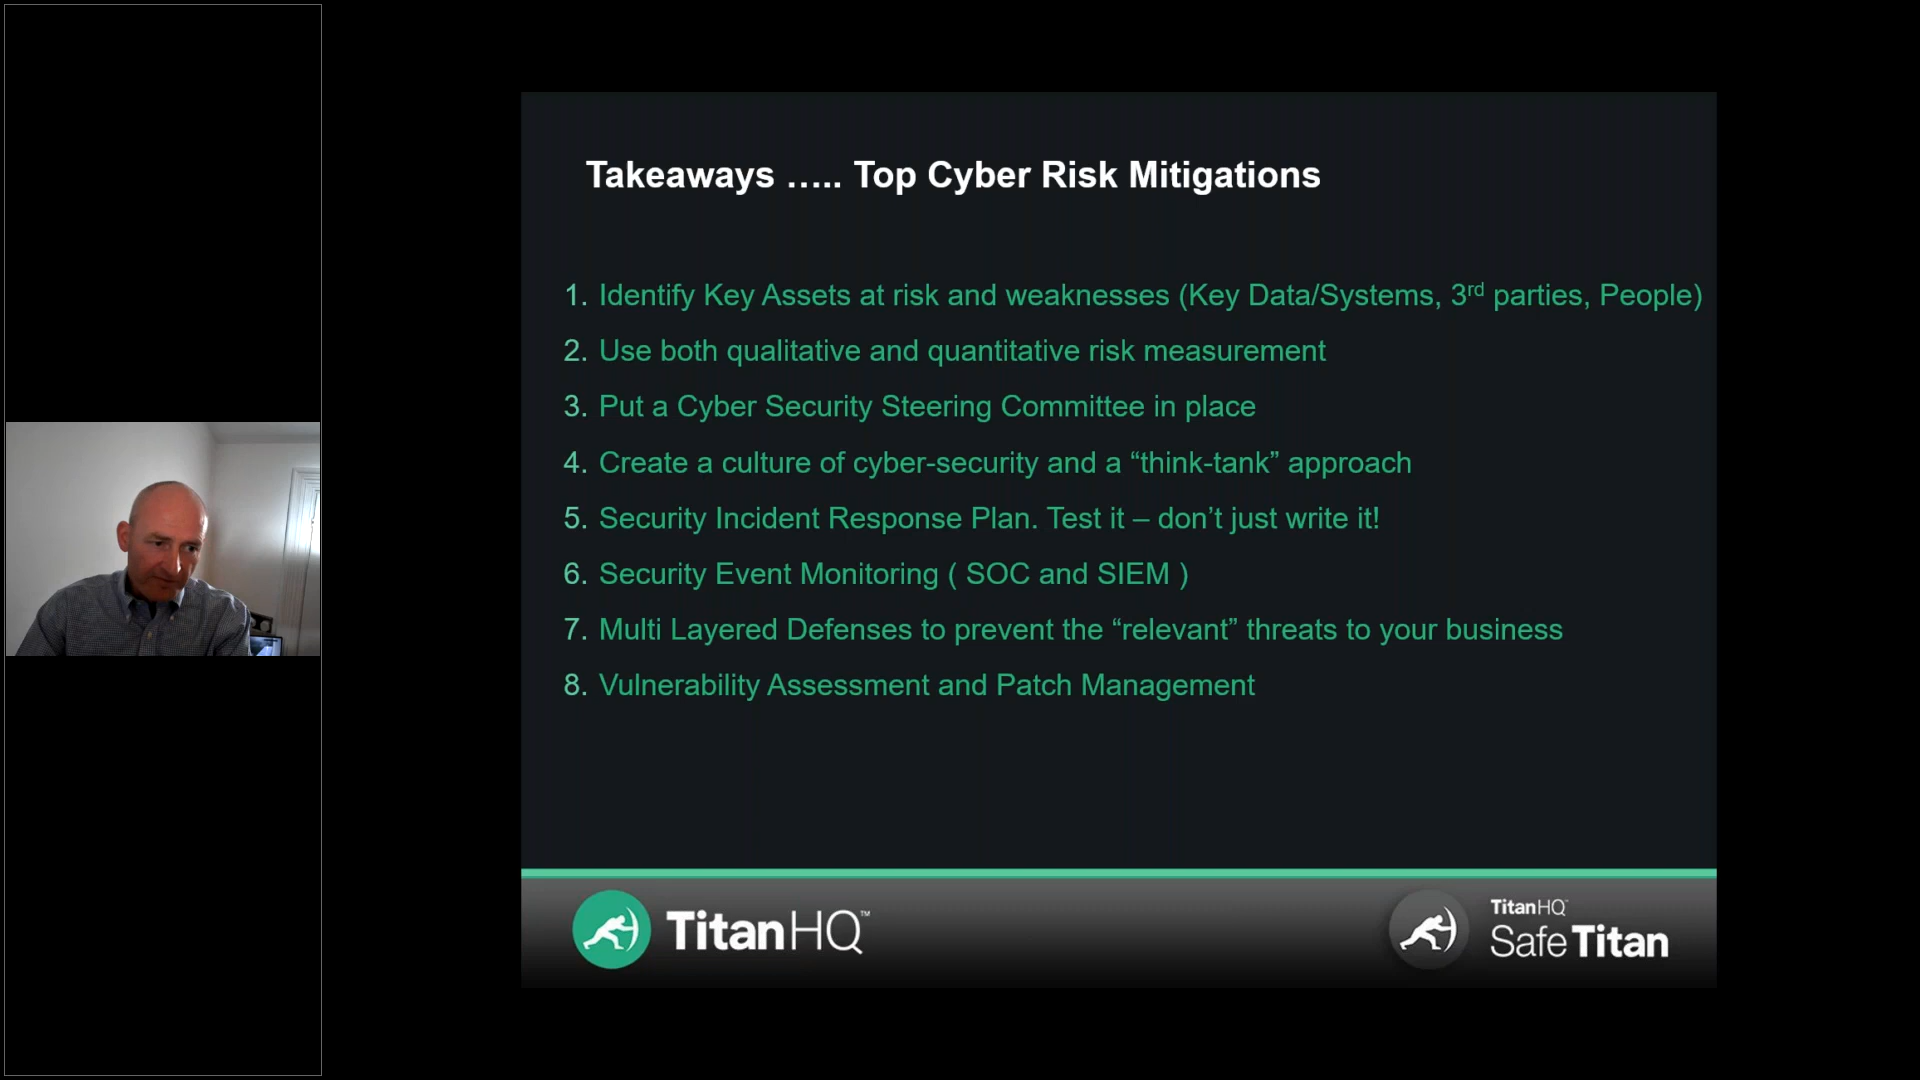 Takeaways ….. Top Cyber Risk Mitigations
1. Identify Key Assets at risk and weaknesses (Key Data/Systems, 3rd parties, People)
2. Use both qualitative and quantitative risk measurement
3. Put a Cyber Security Steering Committee in place
4. Create a culture of cyber-security and a “think-tank” approach
5. Security Incident Response Plan. Test it – don’t just write it!
6. Security Event Monitoring ( SOC and SIEM )
7. Multi Layered Defenses to prevent the “relevant” threats to your business
8. Vulnerability Assessment and Patch Management
TitanHQ™
TitanHQ™
SafeTitan